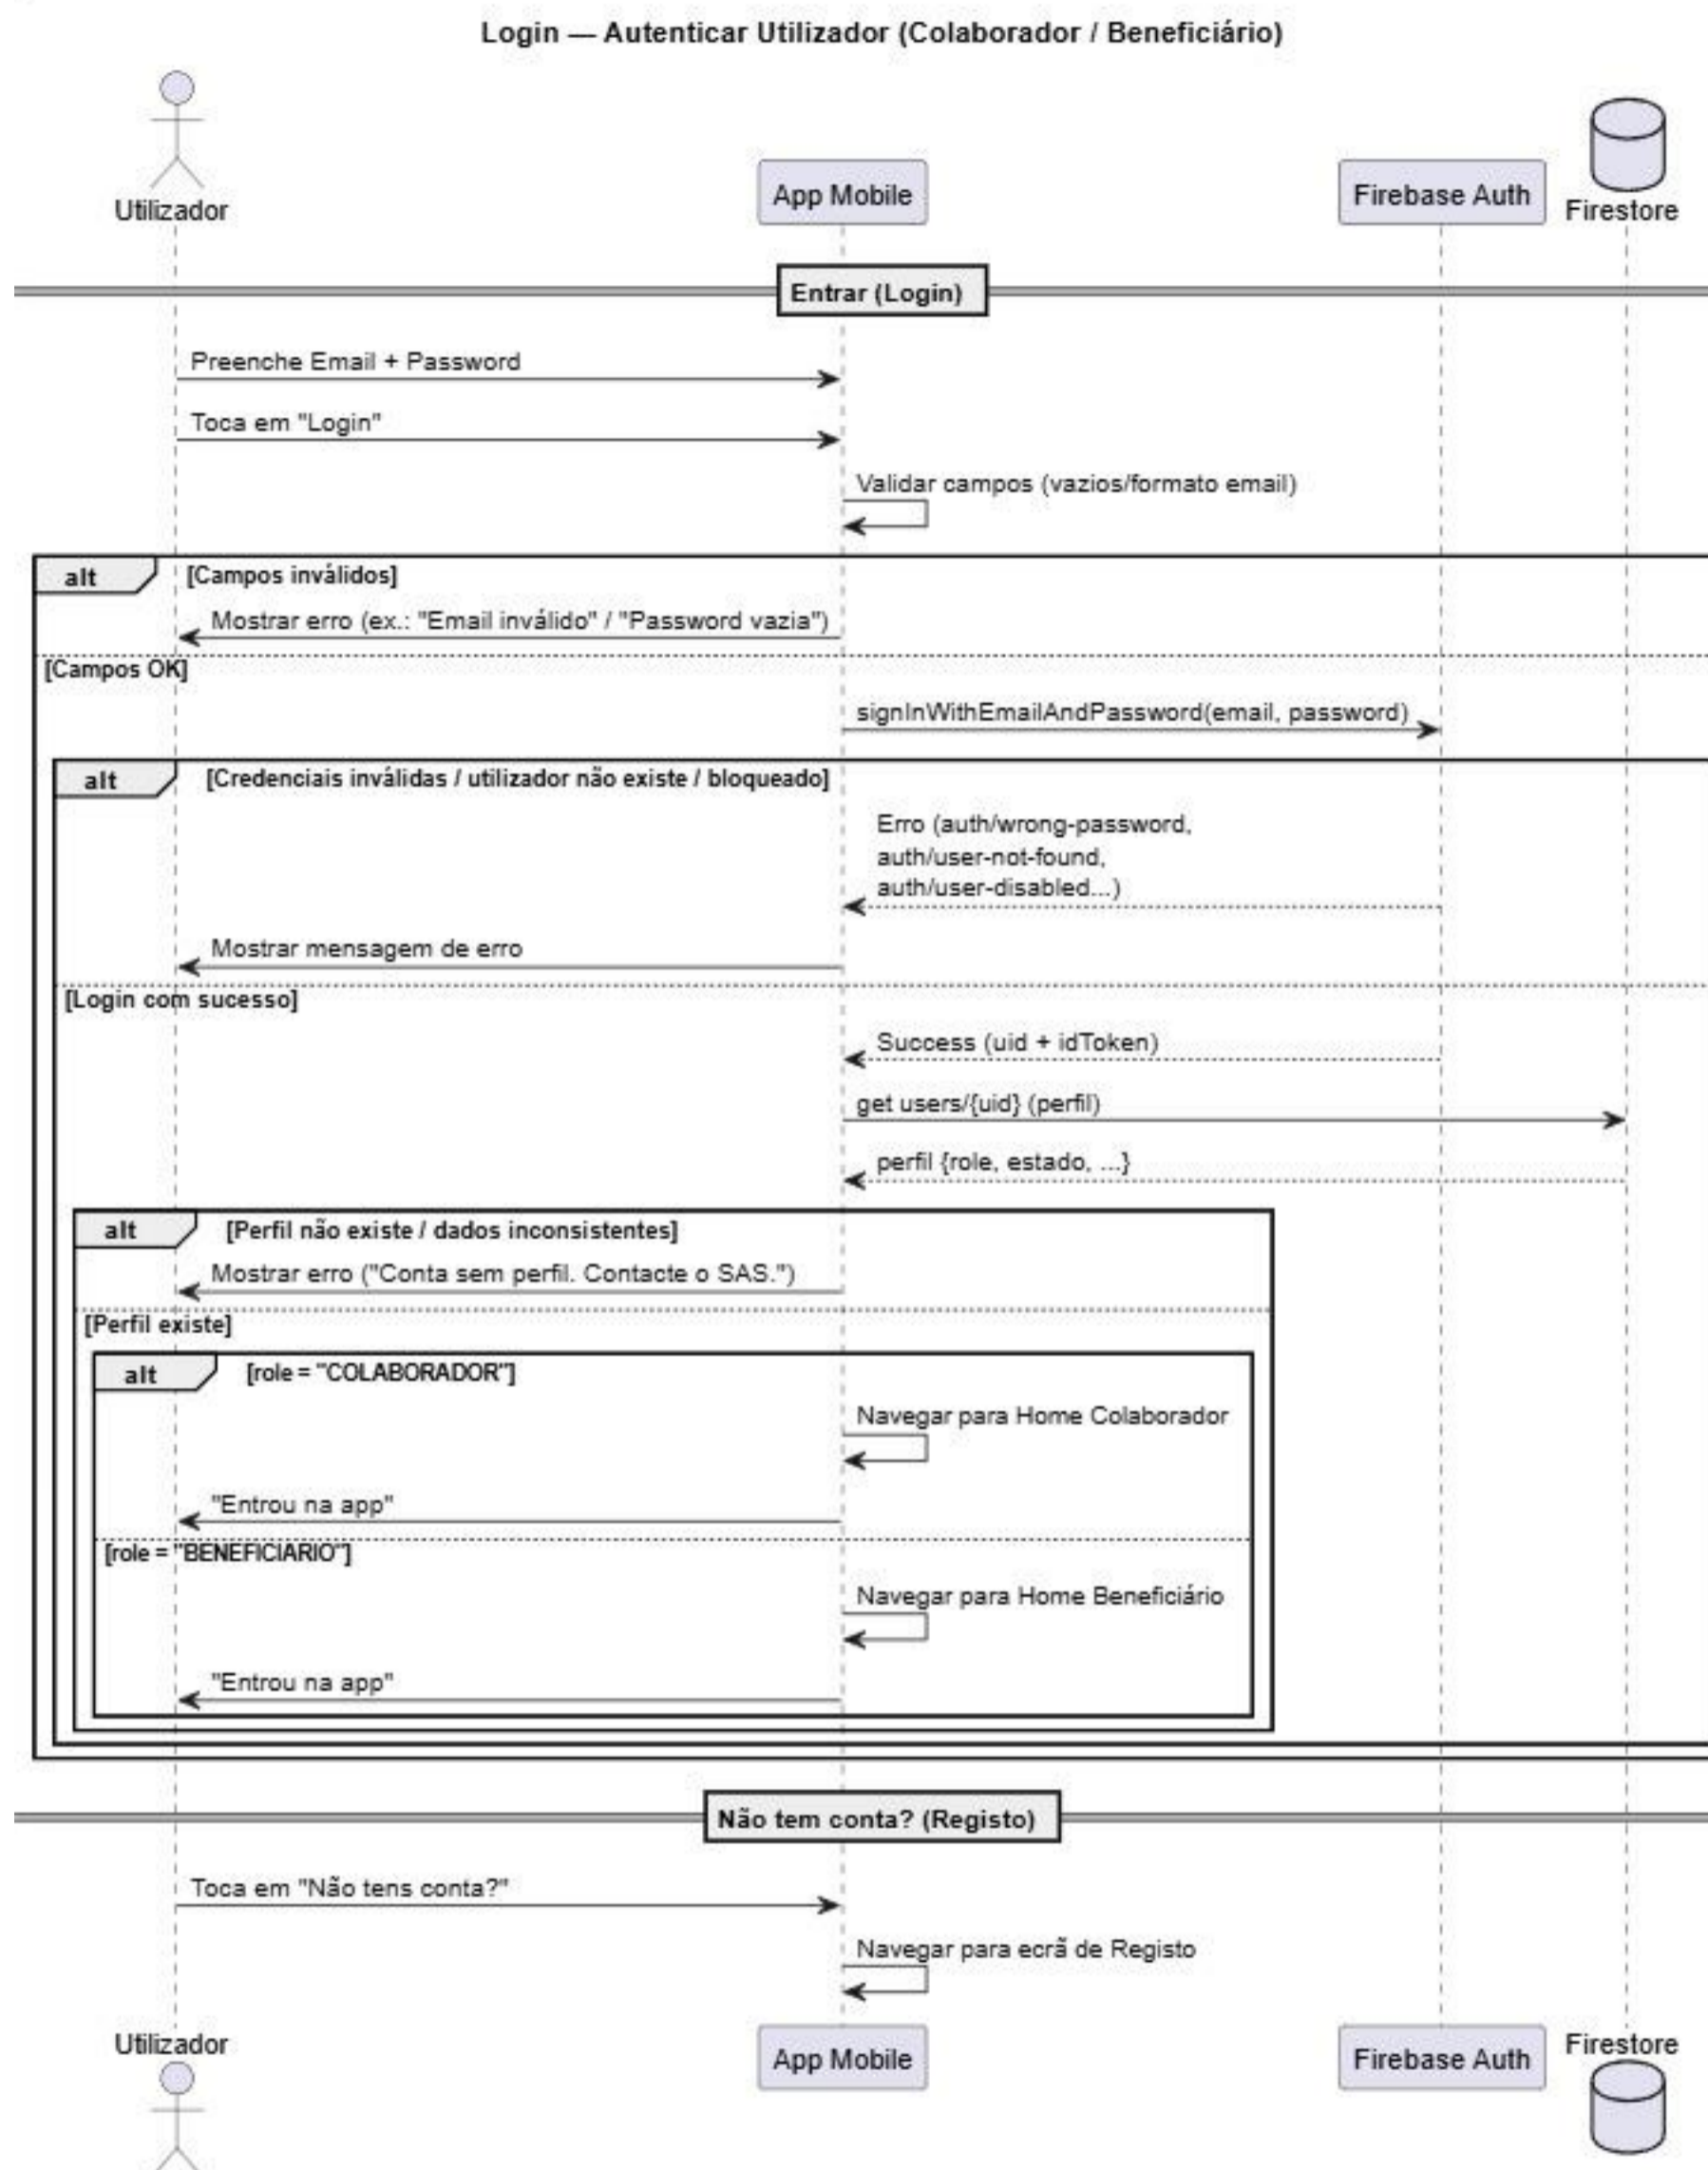 Login — Autenticar Utilizador (Colaborador / Beneficiário)
Utilizador
App Mobile
Firebase Auth
Firestore
Entrar (Login)
Preenche Email + Password
Toca em "Login"
Validar campos (vazios/formato email)
alt
[Campos inválidos]
Mostrar erro (ex.: "Email inválido" / "Password vazia")
[Campos OK]
signInWithEmailAndPassword(email, password)
alt
[Credenciais inválidas / utilizador não existe / bloqueado]
Erro (auth/wrong-password,
auth/user-not-found,
auth/user-disabled...)
Mostrar mensagem de erro
[Login com sucesso]
Success (uid + idToken)
get users/{uid} (perfil)
perfil {role, estado, ...}
alt
[Perfil não existe / dados inconsistentes]
Mostrar erro ("Conta sem perfil. Contacte o SAS.")
[Perfil existe]
alt
[role = "COLABORADOR"]
Navegar para Home Colaborador
"Entrou na app"
[role = "BENEFICIARIO"]
Navegar para Home Beneficiário
"Entrou na app"
Não tem conta? (Registo)
Toca em "Não tens conta?"
Navegar para ecrã de Registo
Utilizador
App Mobile
Firebase Auth
Firestore